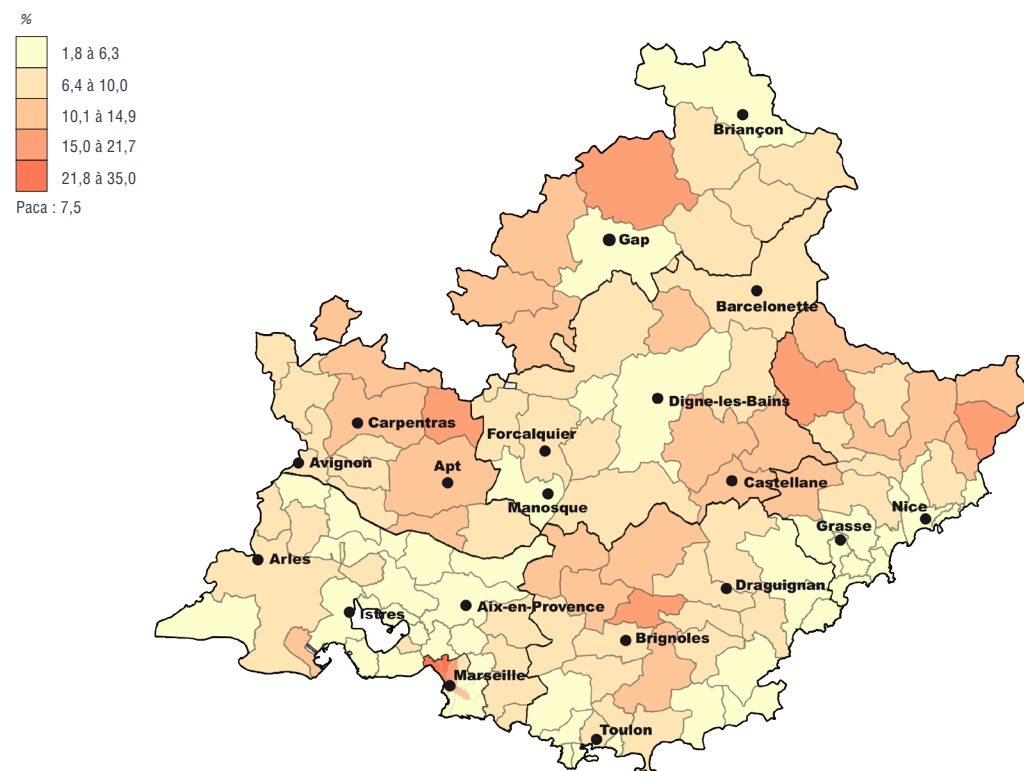 %
1,8 à 6,3
6,4 à 10,0
10,1 à 14,9
15,0 à 21,7
21,8 à 35,0
Paca : 7,5
Briançon
Gap
Barcelonette
Digne-les-Bains
Carpentras
Forcalquier
Avignon
Apt
Castellane
Manosque
Nice
Grasse
Arles
Draguignan
Istres
Aix-en-Provence
Brignoles
Marseille
Toulon